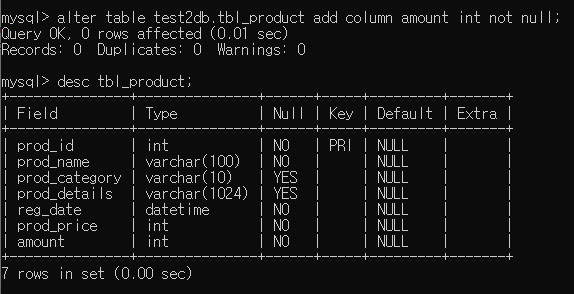 mysql> alter table test2db.tbl_product add column amount int not null;
Query OK, 0 rows affected (0.01 sec)
Records: 0  Duplicates: 0  Warnings: 0

mysql> desc tbl_product;
+---------------+---------------+------+-----+---------+-------+
| Field         | Type          | Null | Key | Default | Extra |
+---------------+---------------+------+-----+---------+-------+
| prod_id       | int           | NO   | PRI | NULL    |       |
| prod_name     | varchar(100)  | NO   |     | NULL    |       |
| prod_category | varchar(10)   | YES  |     | NULL    |       |
| prod_details  | varchar(1024) | YES  |     | NULL    |       |
| reg_date      | datetime      | NO   |     | NULL    |       |
| prod_price    | int           | NO   |     | NULL    |       |
| amount        | int           | NO   |     | NULL    |       |
+---------------+---------------+------+-----+---------+-------+
7 rows in set (0.00 sec)